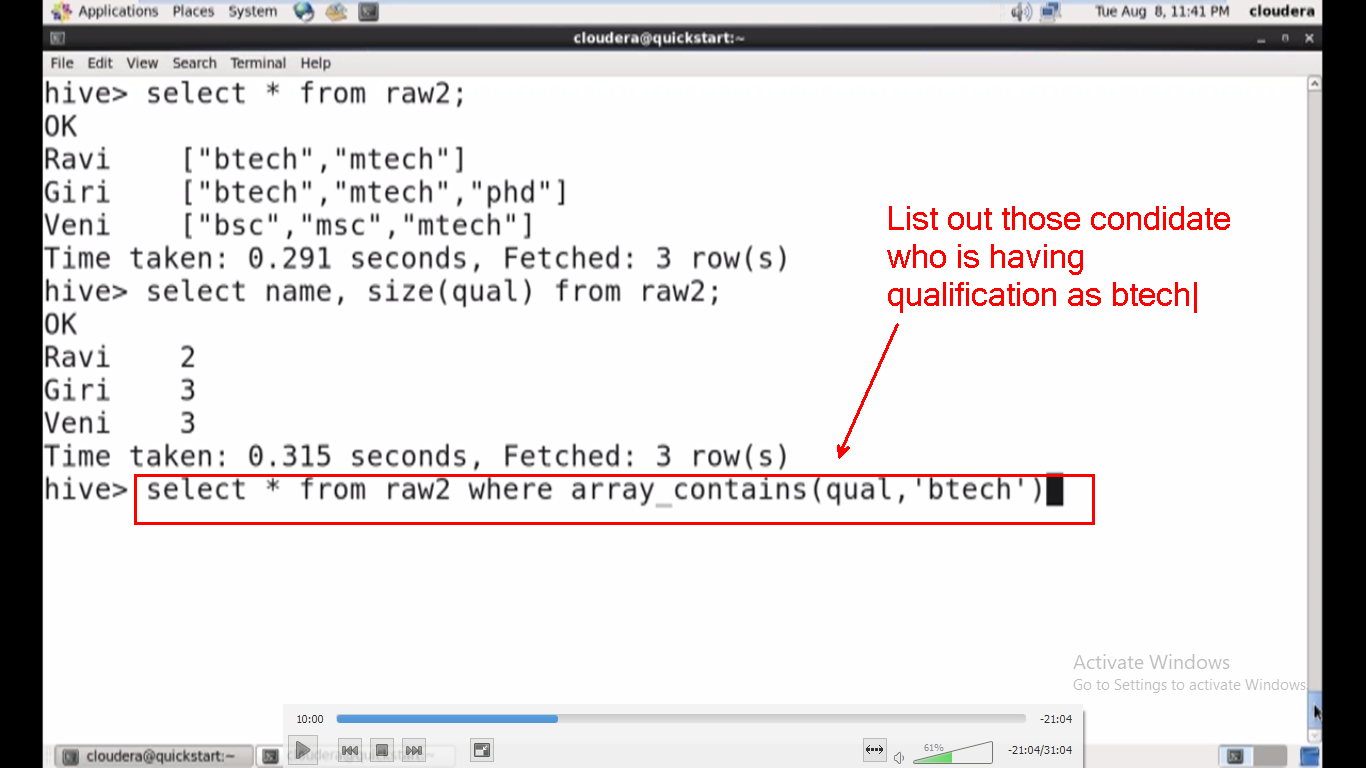 Applications Places System
Tue Aug 8, 11:41 PM cloudera
cloudera@quickstart:~
File Edit View Search Terminal Help
hive> select * from raw2;
OK
Ravi ["btech","mtech"]
Giri ["btech","mtech","phd"]
Veni ["bsc","msc","mtech"]
Time taken: 0.291 seconds, Fetched: 3 row(s)
hive> select name, size(qual) from raw2;
OK
Ravi 2
Giri 3
Veni 3
Time taken: 0.315 seconds, Fetched: 3 row(s)
hive> select * from raw2 where array_contains(qual,'btech')
List out those condidate
who is having
qualification as btech
Activate Windows
Go to Settings to activate Windows
10:00
-21:04
61%
-21:04/31:04
cloudera@quickstart:~
cloudera@quickstart:~